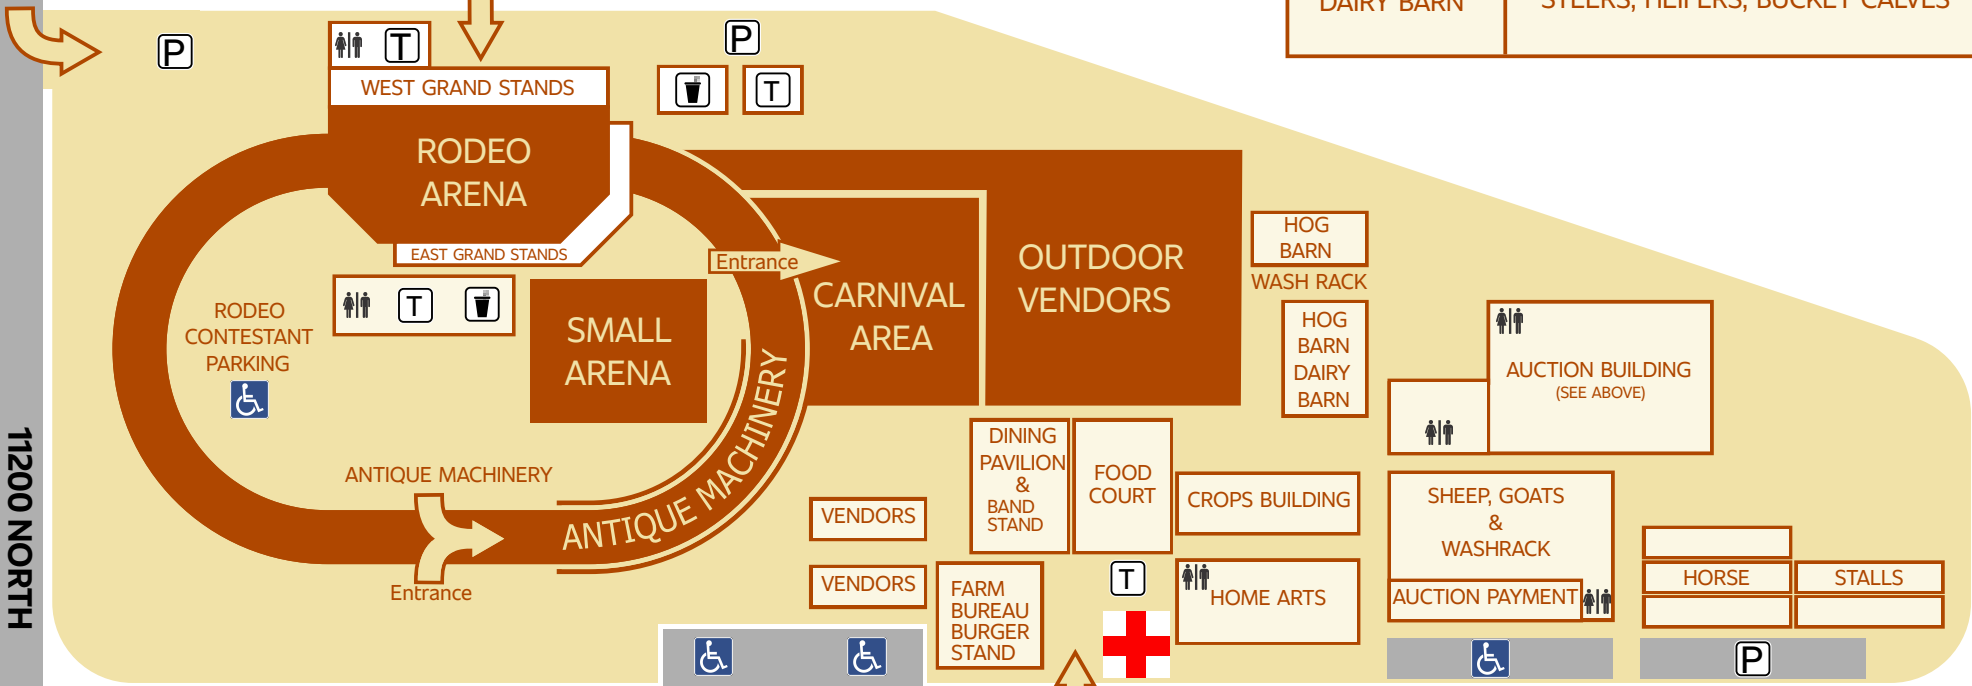 DAIRY BARN
STEERS, HEIFERS, BUCKET CALVES
P
T
P
WEST GRAND STANDS
T
RODEO
ARENA
EAST GRAND STANDS
Entrance
T
RODEO
CONTESTANT
PARKING
SMALL
ARENA
CARNIVAL
AREA
OUTDOOR
VENDORS
HOG
BARN
WASH RACK
HOG
BARN
DAIRY
BARN
AUCTION BUILDING
(SEE ABOVE)
11200 NORTH
ANTIQUE MACHINERY
ANTIQUE MACHINERY
Entrance
VENDORS
VENDORS
DINING
PAVILION
&
BAND
STAND
FOOD
COURT
CROPS BUILDING
SHEEP, GOATS
&
WASHRACK
AUCTION PAYMENT
HORSE
STALLS
FARM
BUREAU
BURGER
STAND
T
HOME ARTS
P